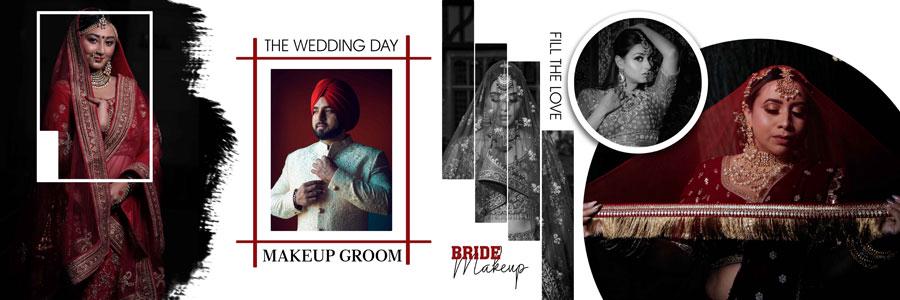 THE WEDDING DAY
MAKEUP GROOM
BRIDE
Makeup
FILL THE LOVE